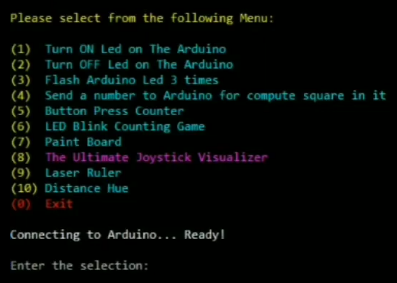 Please select from the following Menu:
(1) Turn ON Led on The Arduino
(2) Turn OFF Led on The Arduino
(3) Flash Arduino Led 3 times
(4) Send a number to Arduino for compute square in it
(5) Button Press Counter
(6) LED Blink Counting Game
(7) Paint Board
(8) The Ultimate Joystick Visualizer
(9) Laser Ruler
(10) Distance Hue
(0) Exit
Connecting to Arduino... Ready!
Enter the selection: